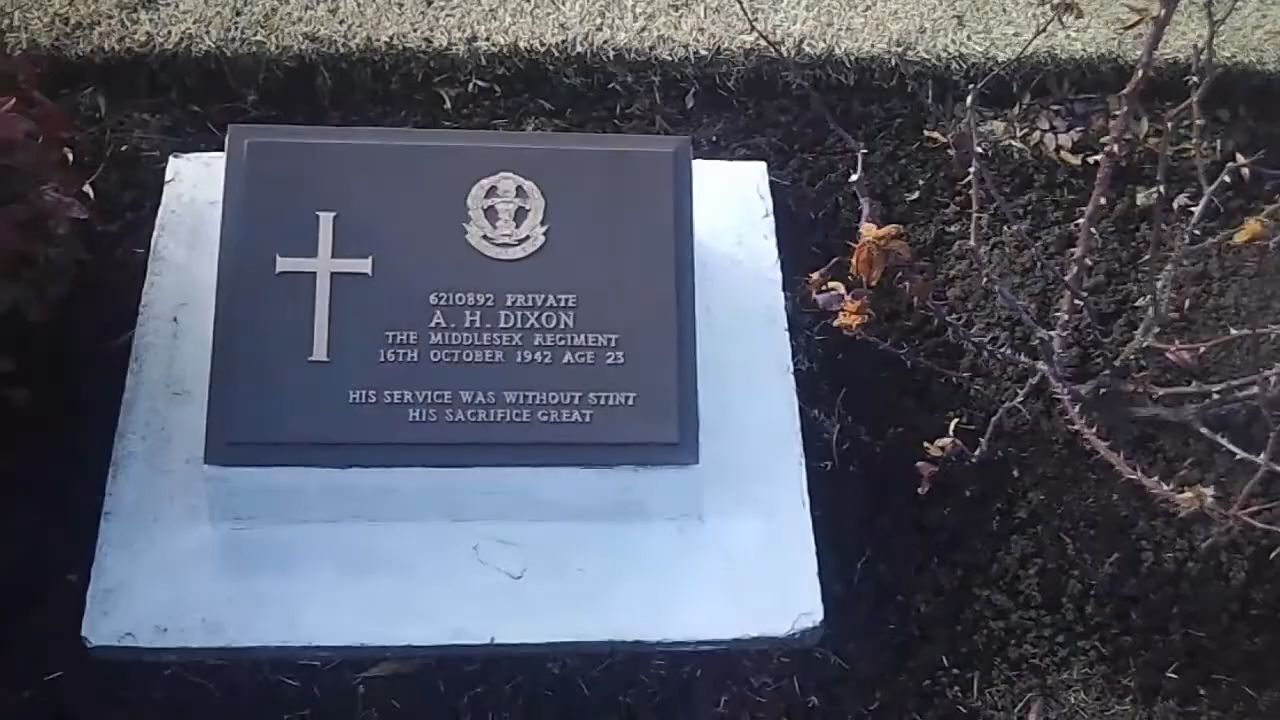 6210892 PRIVATE
A. H. DIXON
THE MIDDLESEX REGIMENT
16TH OCTOBER 1942 AGE 23
HIS SERVICE WAS WITHOUT STINT
HIS SACRIFICE GREAT